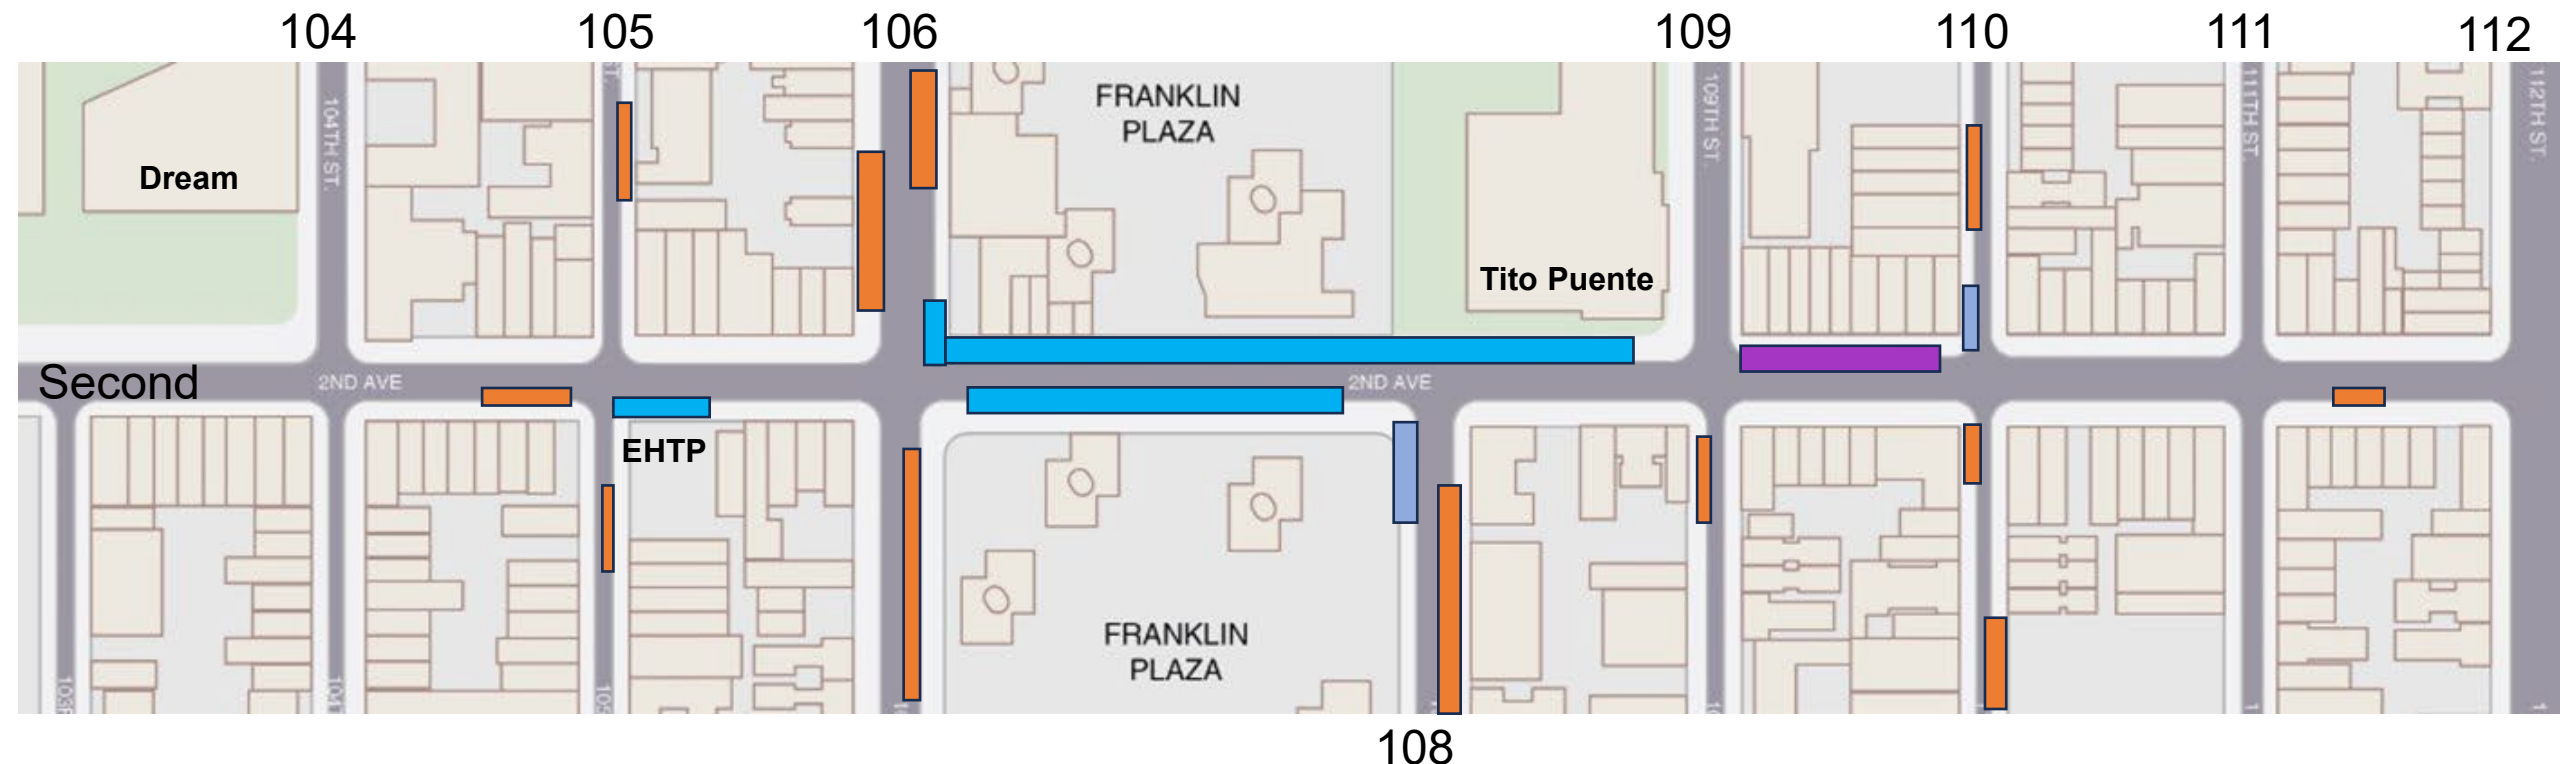 104 105 106 109 110 111 112
104TH ST.
109TH ST.
111TH ST.
112TH ST.
FRANKLIN
PLAZA
Dream
Tito Puente
Second
2ND AVE
2ND AVE
EHTP
FRANKLIN
PLAZA
108